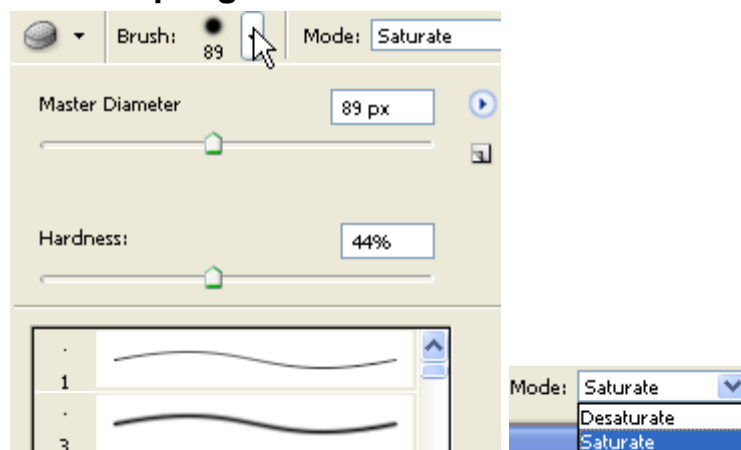 Brush: 89 Mode: Saturate
Master Diameter 89 px
Hardness: 44%
1
3
Mode: Saturate
Desaturate
Saturate